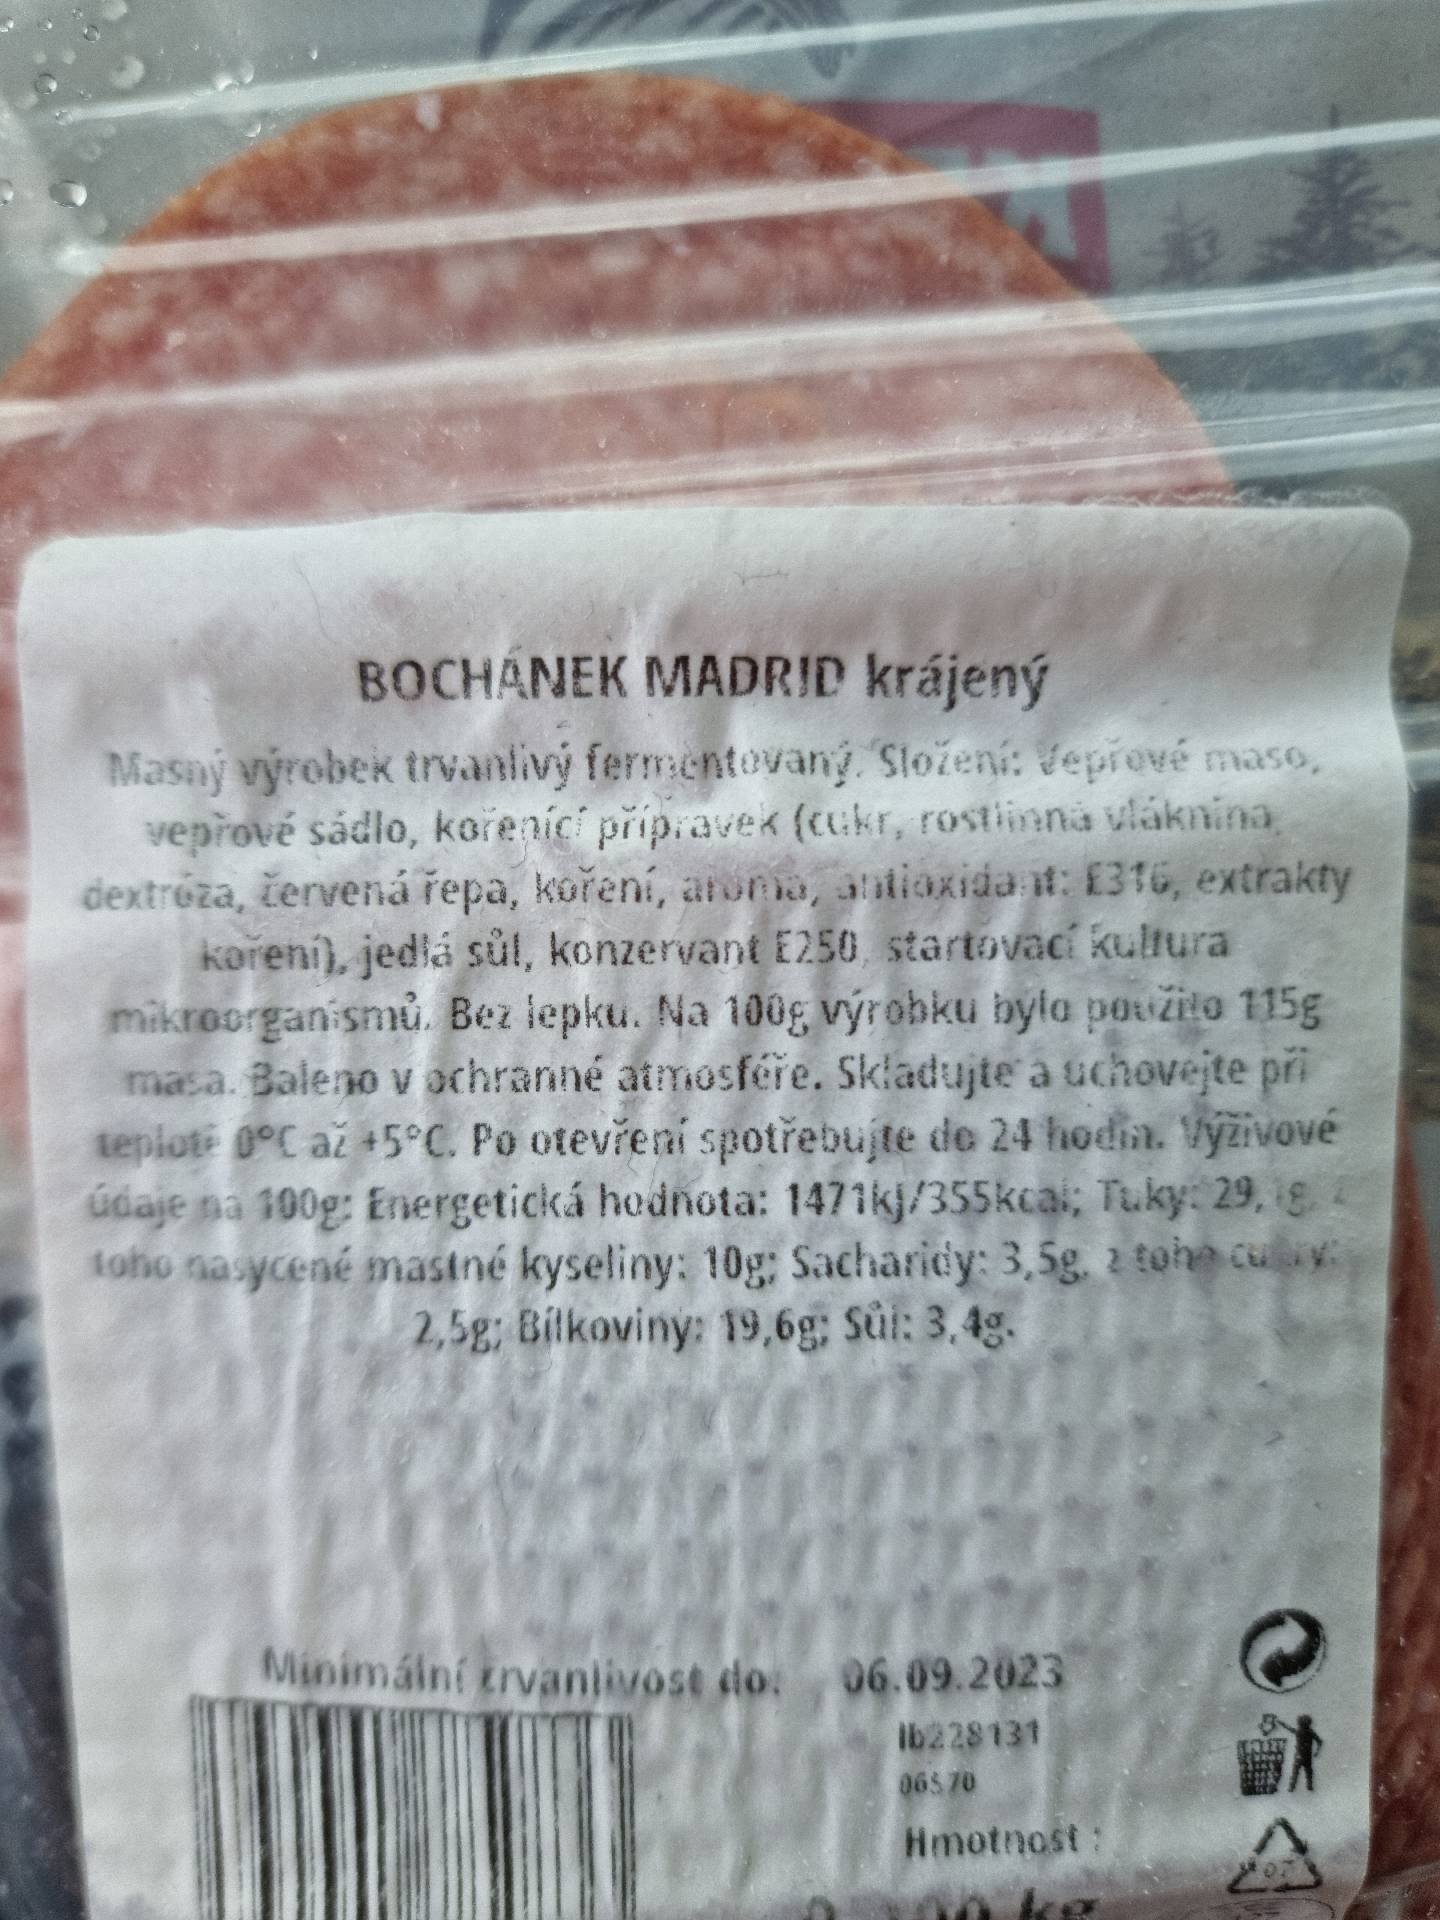 BOCHÁNEK MADRID krájený
Masný výrobek trvanlivý fermentovaný. Složení: Vepřové maso,
vepřové sádlo, kořenící přípravek (cukr, rostlinná vláknina,
dextróza, červená řepa, koření, aroma, antioxidant: E316, extrakty
koření), jedlá sůl, konzervant E250, startovací kultura
mikroorganismů. Bez lepku. Na 100g výrobku bylo použito 115g
masa. Baleno v ochranné atmosféře. Skladujte a uchovejte při
teplotě 0°C až +5°C. Po otevření spotřebujte do 24 hodin. Výživové
údaje na 100g: Energetická hodnota: 1471kJ/355kcal; Tuky: z
toho nasycené mastné kyseliny: 10g; Sacharidy: 3,5g, z toho cukry:
2,5g; Bílkoviny: 19,6g; Sůl: 3,4g.
Minimální trvanlivost do: 06.09.2023
lb228131
06570
Hmotnost :
kg
07